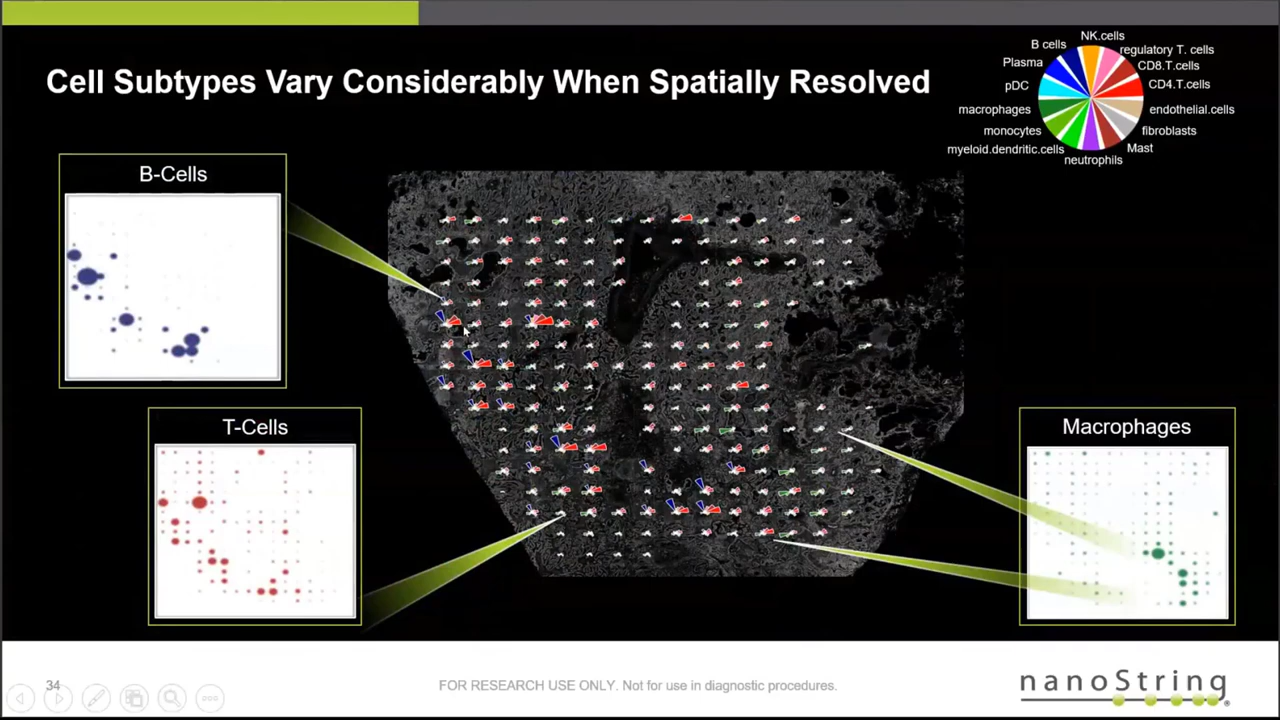 Cell Subtypes Vary Considerably When Spatially Resolved
NK.cells
B cells
regulatory T. cells
Plasma
CD8.T.cells
pDC
CD4.T.cells
macrophages
endothelial.cells
monocytes
fibroblasts
myeloid.dendritic.cells
Mast
neutrophils
B-Cells
T-Cells
Macrophages
34
FOR RESEARCH USE ONLY. Not for use in diagnostic procedures.
nanoString®